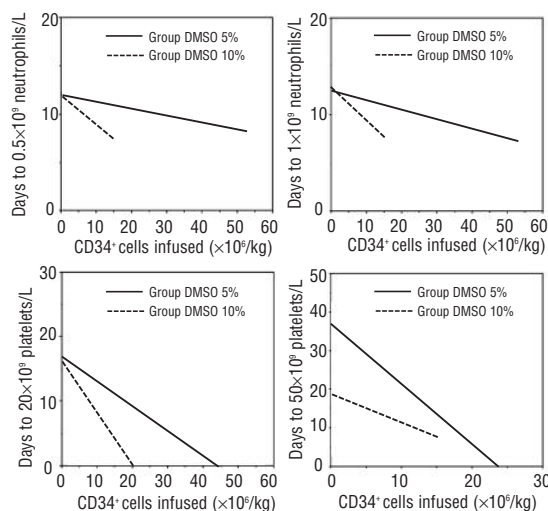 Days to 0.5×10⁹ neutrophils/L
20
10
0
Group DMSO 5%
Group DMSO 10%
0 10 20 30 40 50 60
CD34⁺ cells infused (×10⁶/kg)
Days to 1×10⁹ neutrophils/L
20
10
0
Group DMSO 5%
Group DMSO 10%
0 10 20 30 40 50 60
CD34⁺ cells infused (×10⁶/kg)
Days to 20×10⁹ platelets/L
30
20
10
0
Group DMSO 5%
Group DMSO 10%
0 10 20 30 40 50 60
CD34⁺ cells infused (×10⁶/kg)
Days to 50×10⁹ platelets/L
50
40
30
20
10
0
Group DMSO 5%
Group DMSO 10%
0 10 20 30
CD34⁺ cells infused (×10⁶/kg)